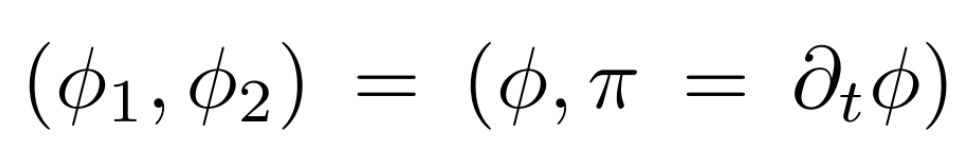 (ϕ₁, ϕ₂) = (ϕ, π = ∂ₜϕ)